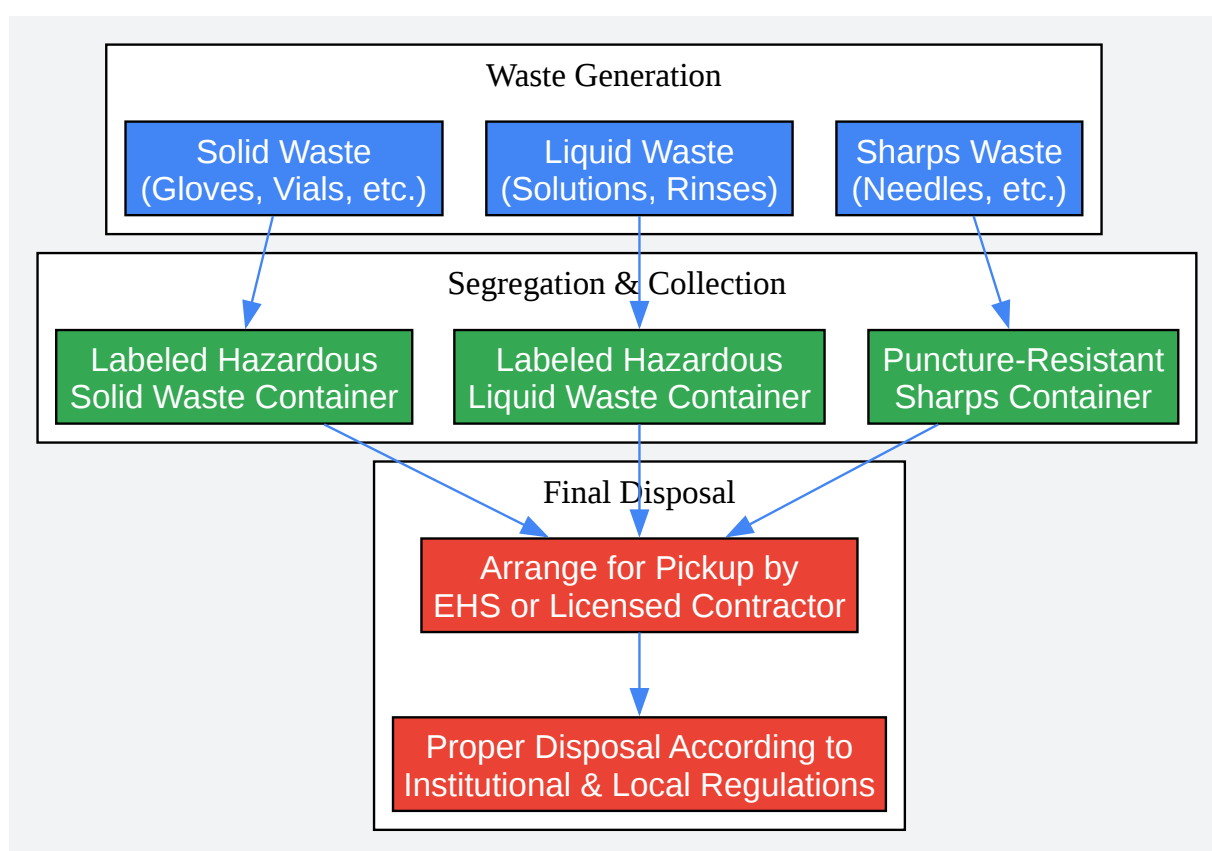 Waste Generation
Solid Waste
(Gloves, Vials, etc.)
Liquid Waste
(Solutions, Rinses)
Sharps Waste
(Needles, etc.)
Segregation & Collection
Labeled Hazardous
Solid Waste Container
Labeled Hazardous
Liquid Waste Container
Puncture-Resistant
Sharps Container
Final Disposal
Arrange for Pickup by
EHS or Licensed Contractor
Proper Disposal According to
Institutional & Local Regulations